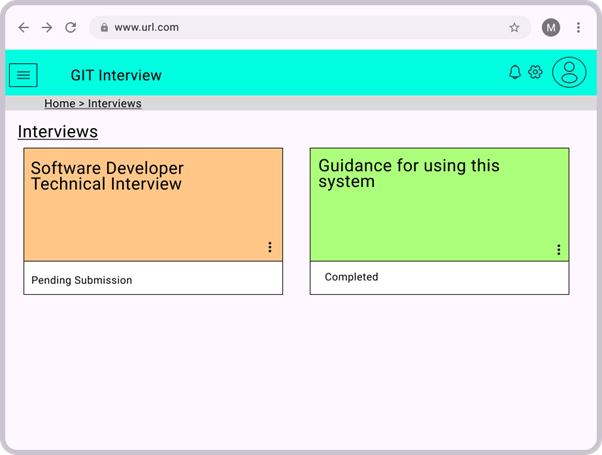 www.url.com
M
GIT Interview
Home > Interviews
Interviews
Software Developer
Technical Interview
Pending Submission
Guidance for using this
system
Completed